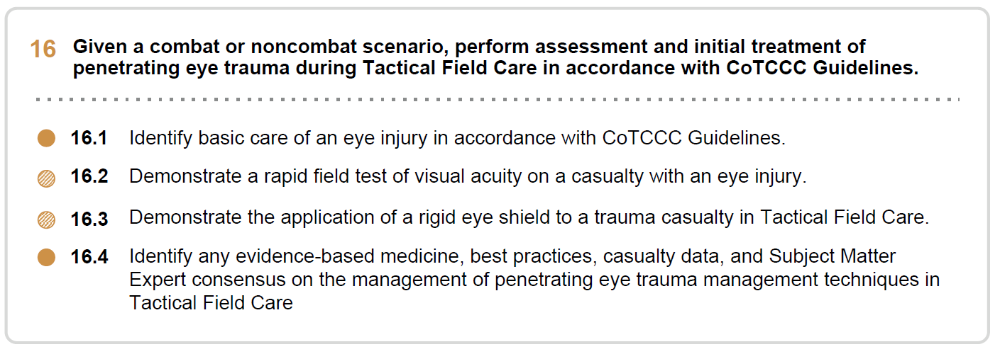 16 Given a combat or noncombat scenario, perform assessment and initial treatment of
penetrating eye trauma during Tactical Field Care in accordance with CoTCCC Guidelines.
16.1 Identify basic care of an eye injury in accordance with CoTCCC Guidelines.
16.2 Demonstrate a rapid field test of visual acuity on a casualty with an eye injury.
16.3 Demonstrate the application of a rigid eye shield to a trauma casualty in Tactical Field Care.
16.4 Identify any evidence-based medicine, best practices, casualty data, and Subject Matter
Expert consensus on the management of penetrating eye trauma management techniques in
Tactical Field Care